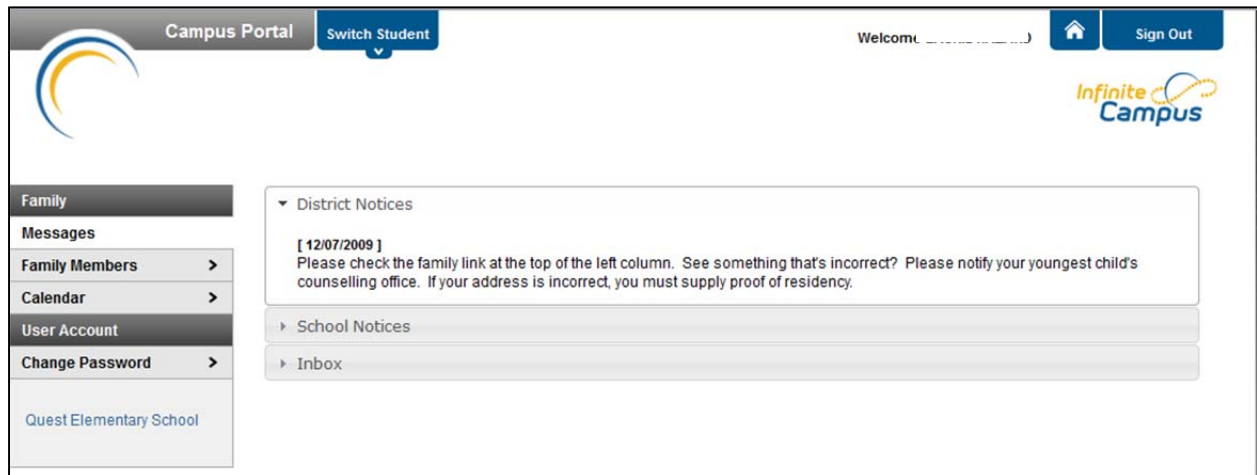 Campus Portal
Switch Student
Welcome
Sign Out
Infinite
Campus
Family
Messages
Family Members
Calendar
User Account
Change Password
Quest Elementary School
District Notices
[ 12/07/2009 ]
Please check the family link at the top of the left column. See something that's incorrect? Please notify your youngest child's
counselling office. If your address is incorrect, you must supply proof of residency.
School Notices
Inbox